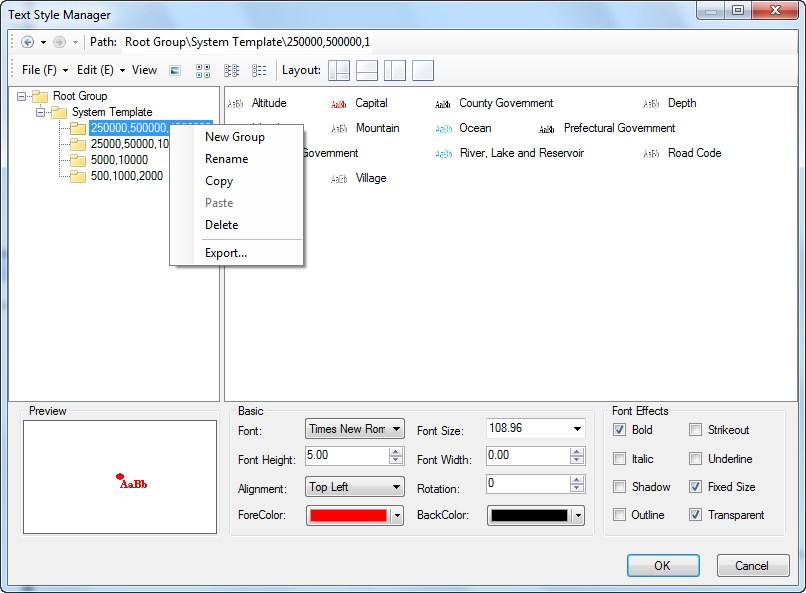 Text Style Manager
Path: Root Group\System Template\250000,500000,1
File (F) Edit (E) View Layout:
Root Group
System Template
250000,500000,
25000,50000,10
5000,10000
500,1000,2000
New Group
Rename
Copy
Paste
Delete
Export...
AaBb Altitude AaBb Capital AaBb County Government AaBb Depth
AaBb Mountain AaBb Ocean AaBb Prefectural Government
Government AaBb River, Lake and Reservoir AaBb Road Code
AaBb Village
Preview
AaBb
Basic
Font: Times New Rom Font Size: 108.96
Font Height: 5.00 Font Width: 0.00
Alignment: Top Left Rotation: 0
ForeColor: BackColor:
Font Effects
Bold Strikeout
Italic Underline
Shadow Fixed Size
Outline Transparent
OK Cancel